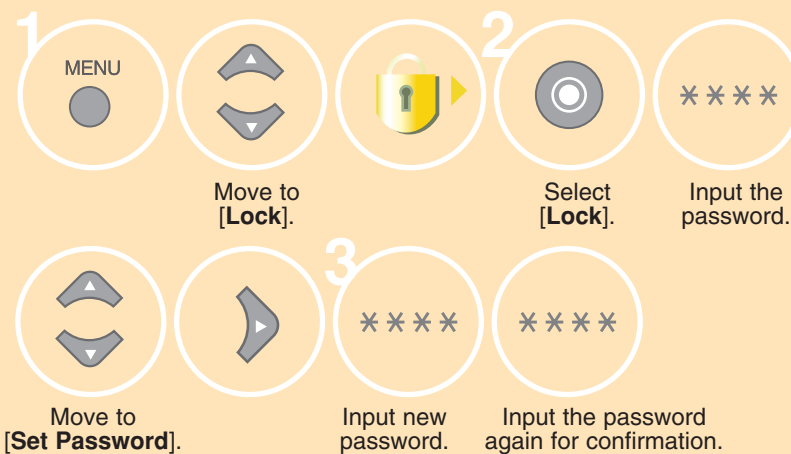 1
MENU
Move to
[Lock].
2
Select
[Lock].
****
Input the
password.
Move to
[Set Password].
3
****
Input new
password.
****
Input the password
again for confirmation.